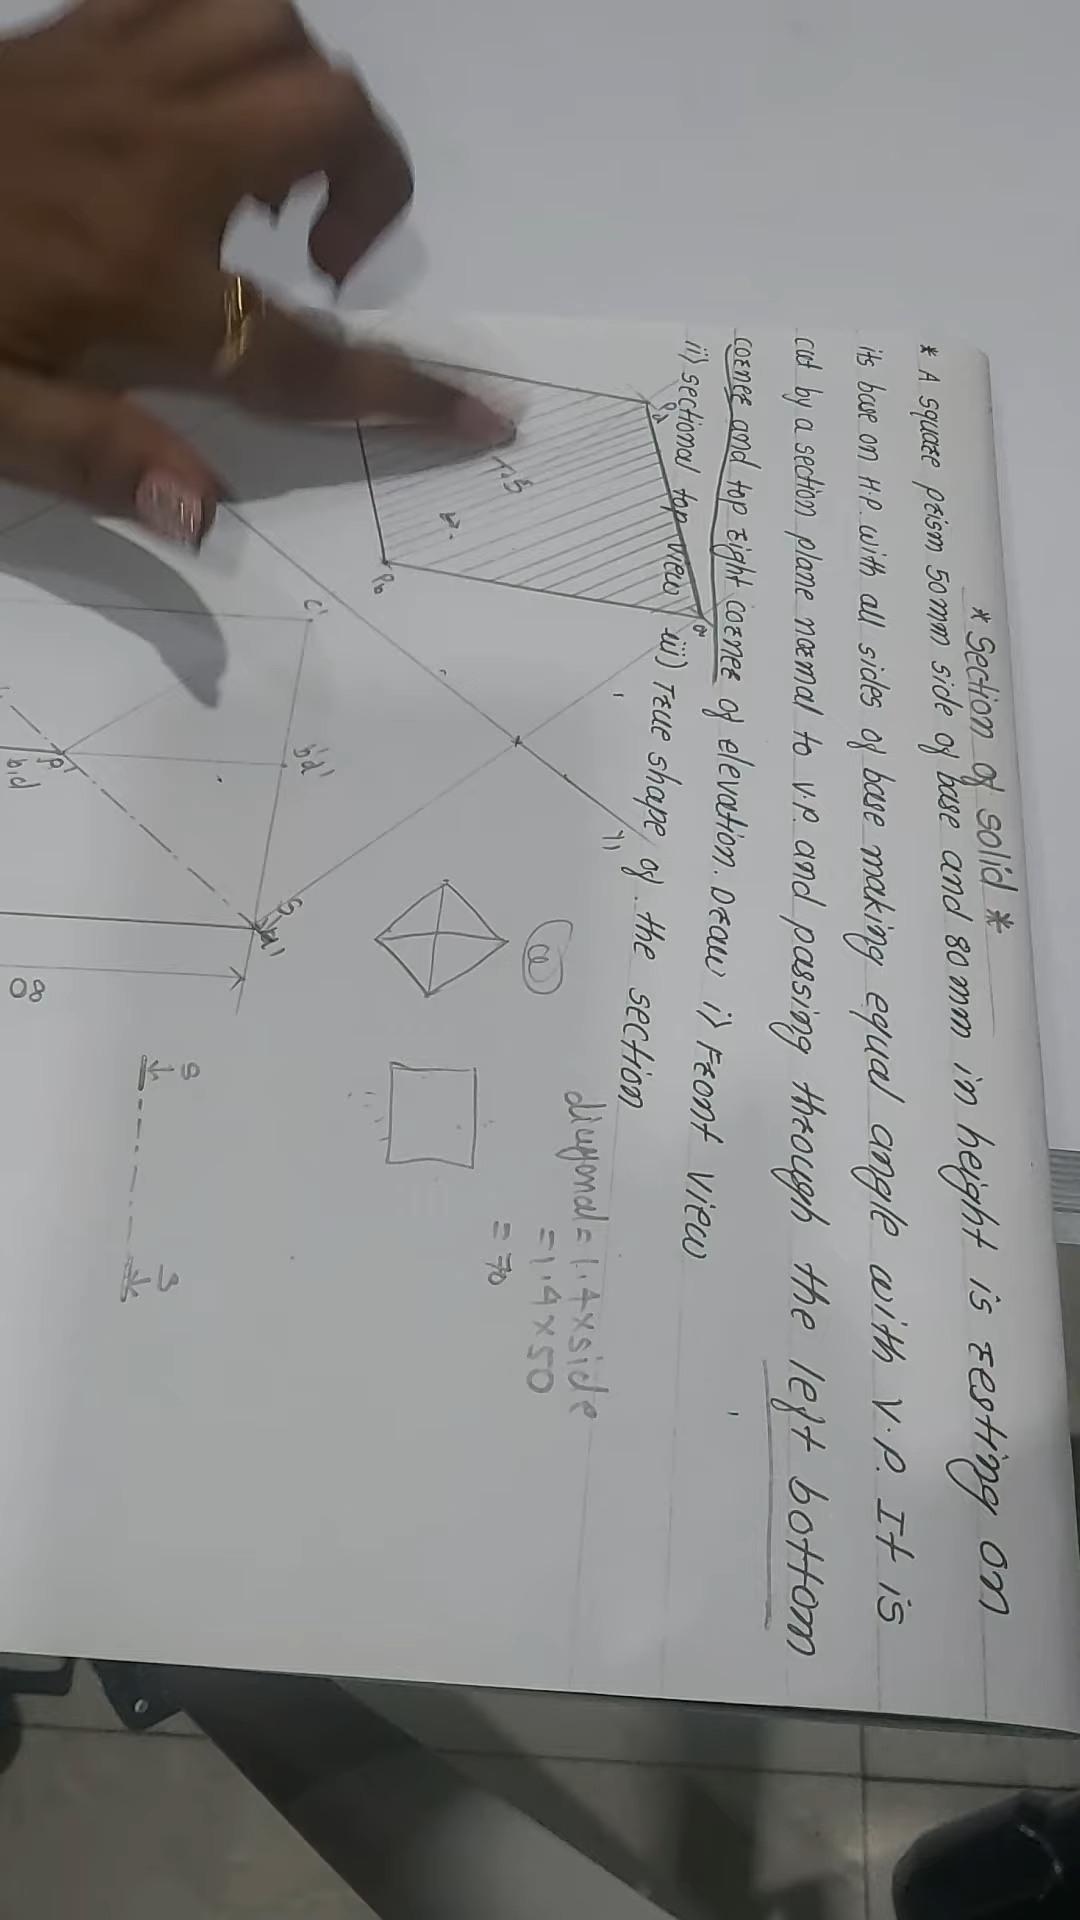 * Section of solid *
* A square prism 50mm side of base and 80mm in height is resting on
its base on H.P. with all sides of base making equal angle with V.P. It is
cut by a section plane normal to V.P. and passing through the left bottom
corner and top right corner of elevation. Draw i) Front view
ii) sectional top view iii) True shape of the section
diagonal = 1.4 × side
= 1.4 × 50
= 70
T.S
Y1
c'
80
S
S